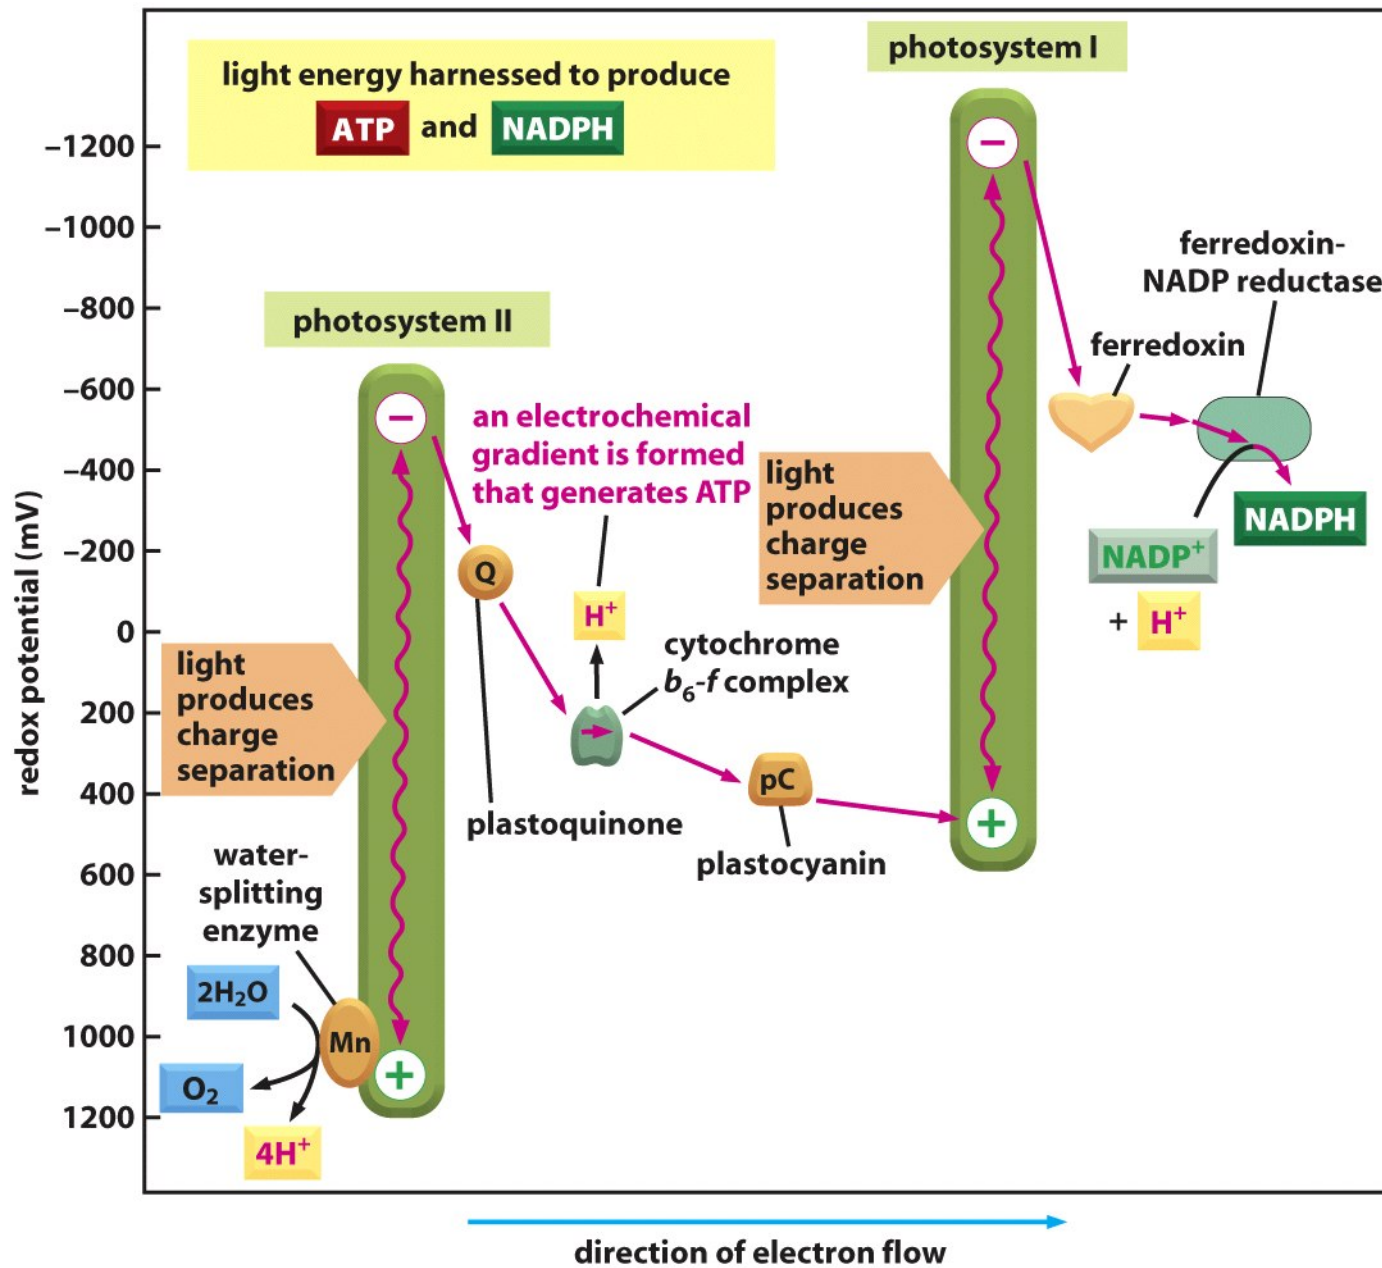 light energy harnessed to produce
ATP and NADPH
photosystem I
photosystem II
redox potential (mV)
–1200
–1000
–800
–600
–400
–200
0
200
400
600
800
1000
1200
light
produces
charge
separation
water-
splitting
enzyme
2H₂O
O₂
4H⁺
Mn
+
−
Q
plastoquinone
an electrochemical
gradient is formed
that generates ATP
H⁺
cytochrome
b₆-f complex
pC
plastocyanin
light
produces
charge
separation
−
+
ferredoxin
ferredoxin-
NADP reductase
NADP⁺
+ H⁺
NADPH
direction of electron flow